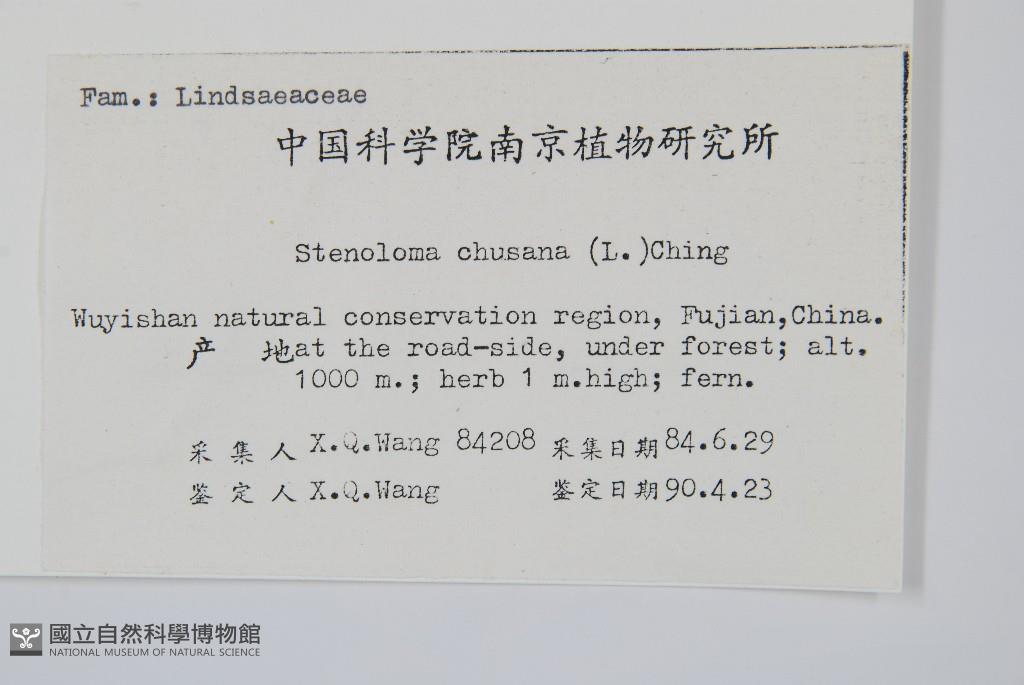 Fam.: Lindsaeaceae
中国科学院南京植物研究所
Stenoloma chusana (L.)Ching
Wuyishan natural conservation region, Fujian,China.
产 地at the road-side, under forest; alt.
1000 m.; herb 1 m.high; fern.
采 集 人 X.Q.Wang 84208 采集日期84.6.29
鉴 定 人 X.Q.Wang 鉴定日期90.4.23
國立自然科學博物館
NATIONAL MUSEUM OF NATURAL SCIENCE